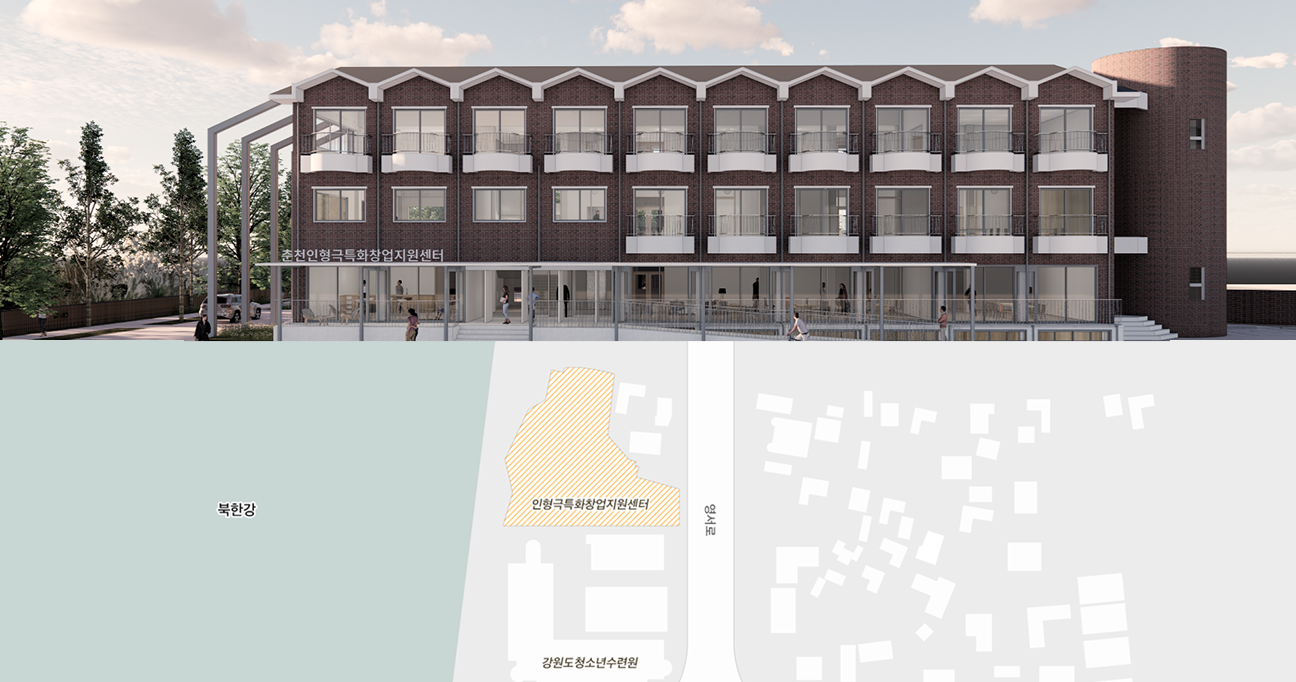 춘천인형극특화창업지원센터
인형극특화창업지원센터
북한강
영서로
강원도청소년수련원